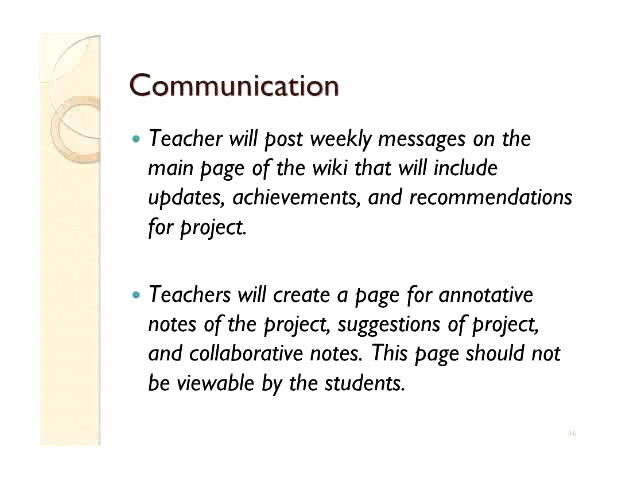 Communication
Teacher will post weekly messages on the
main page of the wiki that will include
updates, achievements, and recommendations
for project.
Teachers will create a page for annotative
notes of the project, suggestions of project,
and collaborative notes. This page should not
be viewable by the students.
36